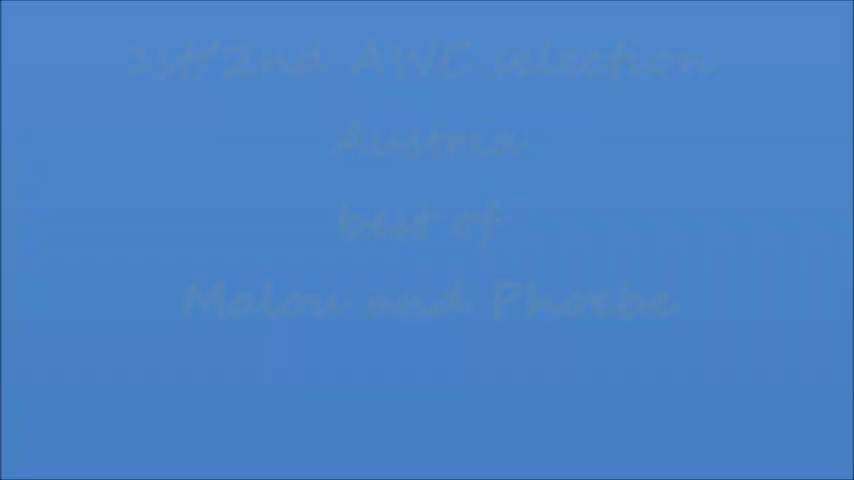 1st/2nd AWC selection
Austria
best of
Malou and Phoebe